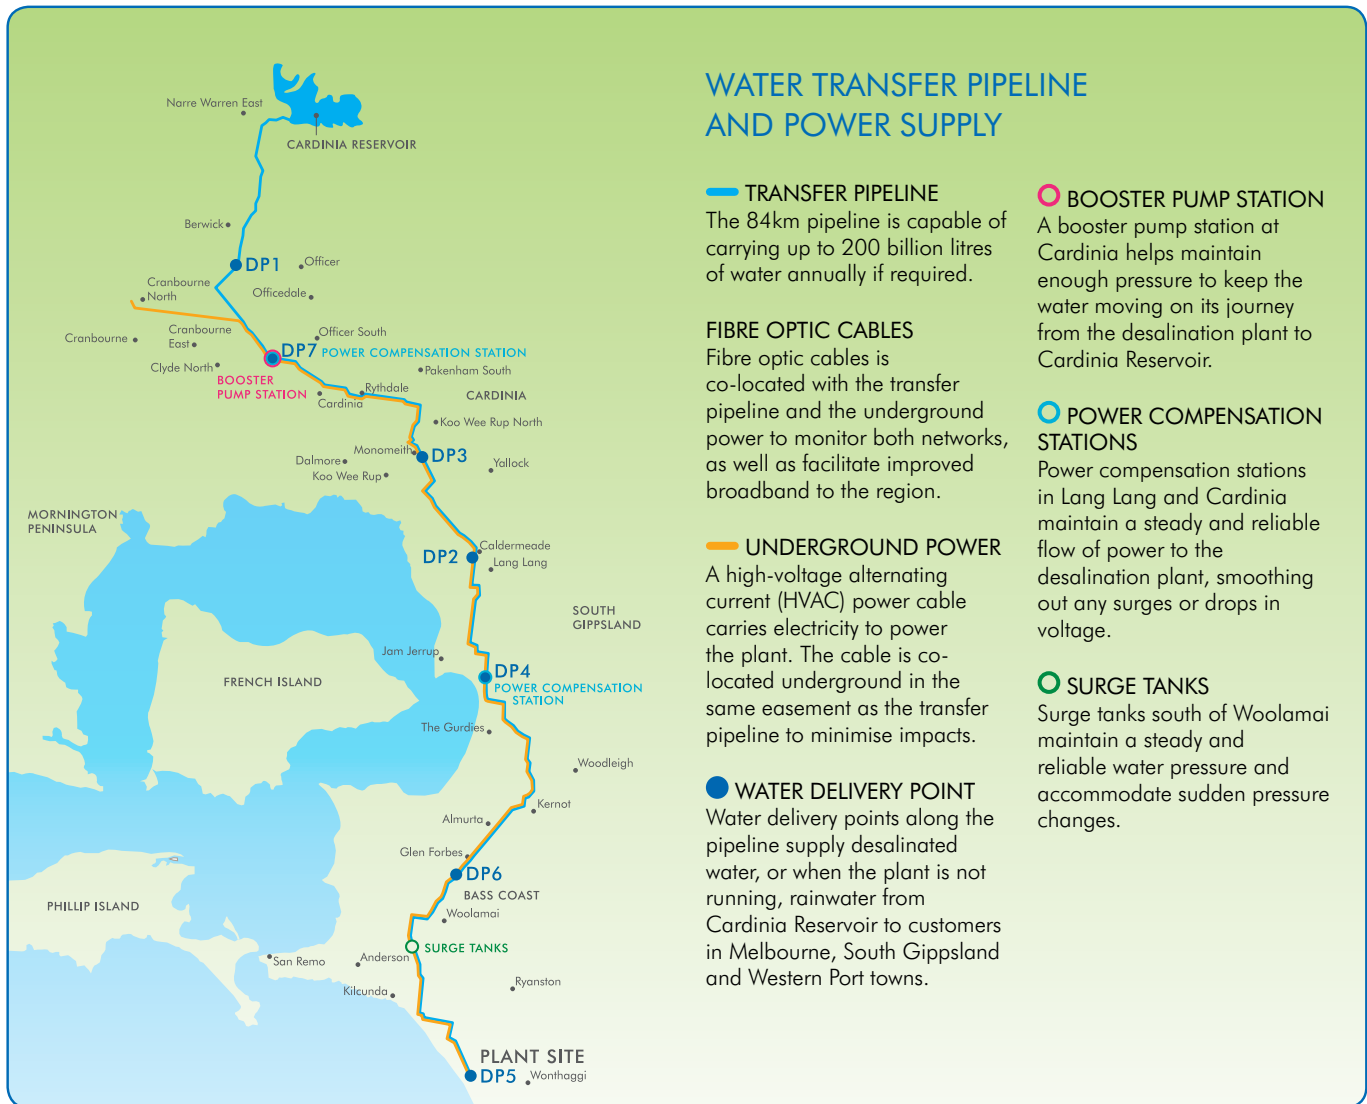 WATER TRANSFER PIPELINE
AND POWER SUPPLY
TRANSFER PIPELINE
The 84km pipeline is capable of
carrying up to 200 billion litres
of water annually if required.
FIBRE OPTIC CABLES
Fibre optic cables is
co-located with the transfer
pipeline and the underground
power to monitor both networks,
as well as facilitate improved
broadband to the region.
UNDERGROUND POWER
A high-voltage alternating
current (HVAC) power cable
carries electricity to power
the plant. The cable is co-
located underground in the
same easement as the transfer
pipeline to minimise impacts.
WATER DELIVERY POINT
Water delivery points along the
pipeline supply desalinated
water, or when the plant is not
running, rainwater from
Cardinia Reservoir to customers
in Melbourne, South Gippsland
and Western Port towns.
BOOSTER PUMP STATION
A booster pump station at
Cardinia helps maintain
enough pressure to keep the
water moving on its journey
from the desalination plant to
Cardinia Reservoir.
POWER COMPENSATION
STATIONS
Power compensation stations
in Lang Lang and Cardinia
maintain a steady and reliable
flow of power to the
desalination plant, smoothing
out any surges or drops in
voltage.
SURGE TANKS
Surge tanks south of Woolamai
maintain a steady and
reliable water pressure and
accommodate sudden pressure
changes.
Narre Warren East
CARDINIA RESERVOIR
Berwick
DP1
Officer
Cranbourne
North
Officedale
Cranbourne
Cranbourne
East
Officer South
Clyde North
DP7 POWER COMPENSATION STATION
BOOSTER
PUMP STATION
Pakenham South
Rythdale
Cardinia
CARDINIA
Koo Wee Rup North
Monomeith
DP3
Dalmore
Yallock
Koo Wee Rup
MORNINGTON
PENINSULA
DP2
Caldermeade
Lang Lang
SOUTH
GIPPSLAND
Jam Jerrup
FRENCH ISLAND
DP4
POWER COMPENSATION
STATION
The Gurdies
Woodleigh
Kernot
Almurta
Glen Forbes
DP6
BASS COAST
PHILLIP ISLAND
Woolamai
SURGE TANKS
San Remo
Anderson
Ryanston
Kilcunda
PLANT SITE
DP5
Wonthaggi